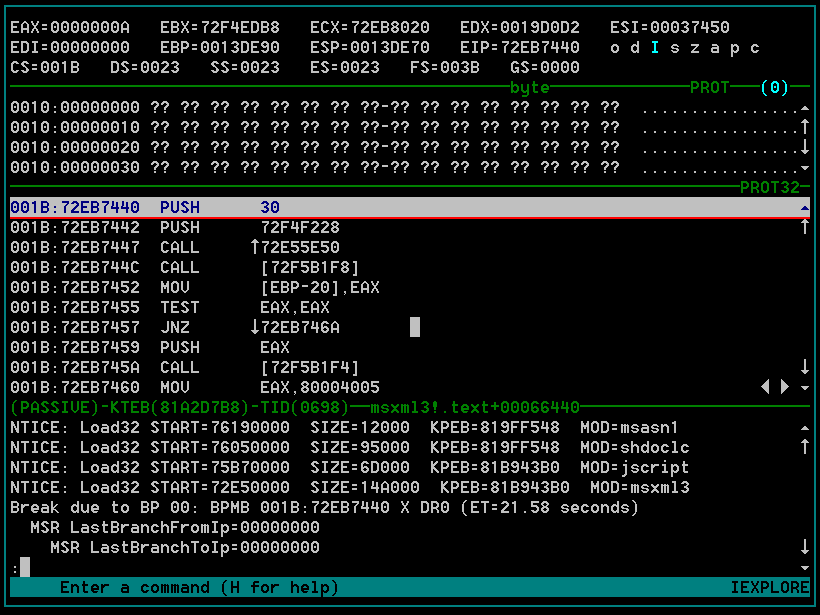 EAX=0000000A   EBX=72F4EDB8   ECX=72EB8020   EDX=0019D0D2   ESI=00037450
EDI=00000000   EBP=0013DE90   ESP=0013DE70   EIP=72EB7440   o d I s z a p c
CS=001B   DS=0023   SS=0023   ES=0023   FS=003B   GS=0000
byte PROT (0)
0010:00000000 ?? ?? ?? ?? ?? ?? ?? ??-?? ?? ?? ?? ?? ?? ?? ??  ................
0010:00000010 ?? ?? ?? ?? ?? ?? ?? ??-?? ?? ?? ?? ?? ?? ?? ??  ................
0010:00000020 ?? ?? ?? ?? ?? ?? ?? ??-?? ?? ?? ?? ?? ?? ?? ??  ................
0010:00000030 ?? ?? ?? ?? ?? ?? ?? ??-?? ?? ?? ?? ?? ?? ?? ??  ................
PROT32
001B:72EB7440  PUSH      30
001B:72EB7442  PUSH      72F4F228
001B:72EB7447  CALL     ↑72E55E50
001B:72EB744C  CALL      [72F5B1F8]
001B:72EB7452  MOV       [EBP-20],EAX
001B:72EB7455  TEST      EAX,EAX
001B:72EB7457  JNZ      ↓72EB746A
001B:72EB7459  PUSH      EAX
001B:72EB745A  CALL      [72F5B1F4]
001B:72EB7460  MOV       EAX,80004005
(PASSIVE)-KTEB(81A2D7B8)-TID(0698)—msxml3!.text+00066440
NTICE: Load32 START=76190000  SIZE=12000  KPEB=819FF548  MOD=msasn1
NTICE: Load32 START=76050000  SIZE=95000  KPEB=819FF548  MOD=shdoclc
NTICE: Load32 START=75B70000  SIZE=6D000  KPEB=81B943B0  MOD=jscript
NTICE: Load32 START=72E50000  SIZE=14A000  KPEB=81B943B0  MOD=msxml3
Break due to BP 00: BPMB 001B:72EB7440 X DR0 (ET=21.58 seconds)
MSR LastBranchFromIp=00000000
MSR LastBranchToIp=00000000
:
Enter a command (H for help) IEXPLORE